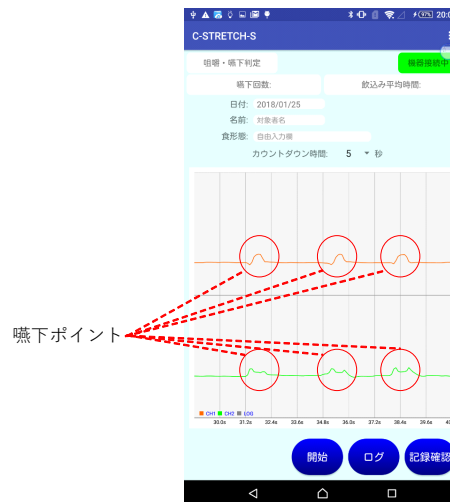 97% 20:0
C-STRETCH-S
咀嚼・嚥下判定 機器接続中
嚥下回数: 飲込み平均時間:
日付: 2018/01/25
名前: 対象者名
食形態: 自由入力欄
カウントダウン時間: 5 秒
嚥下ポイント
CH1 CH2 LOG
30.0s 31.2s 32.4s 33.6s 34.8s 36.0s 37.2s 38.4s 39.6s 40
開始 ログ 記録確認